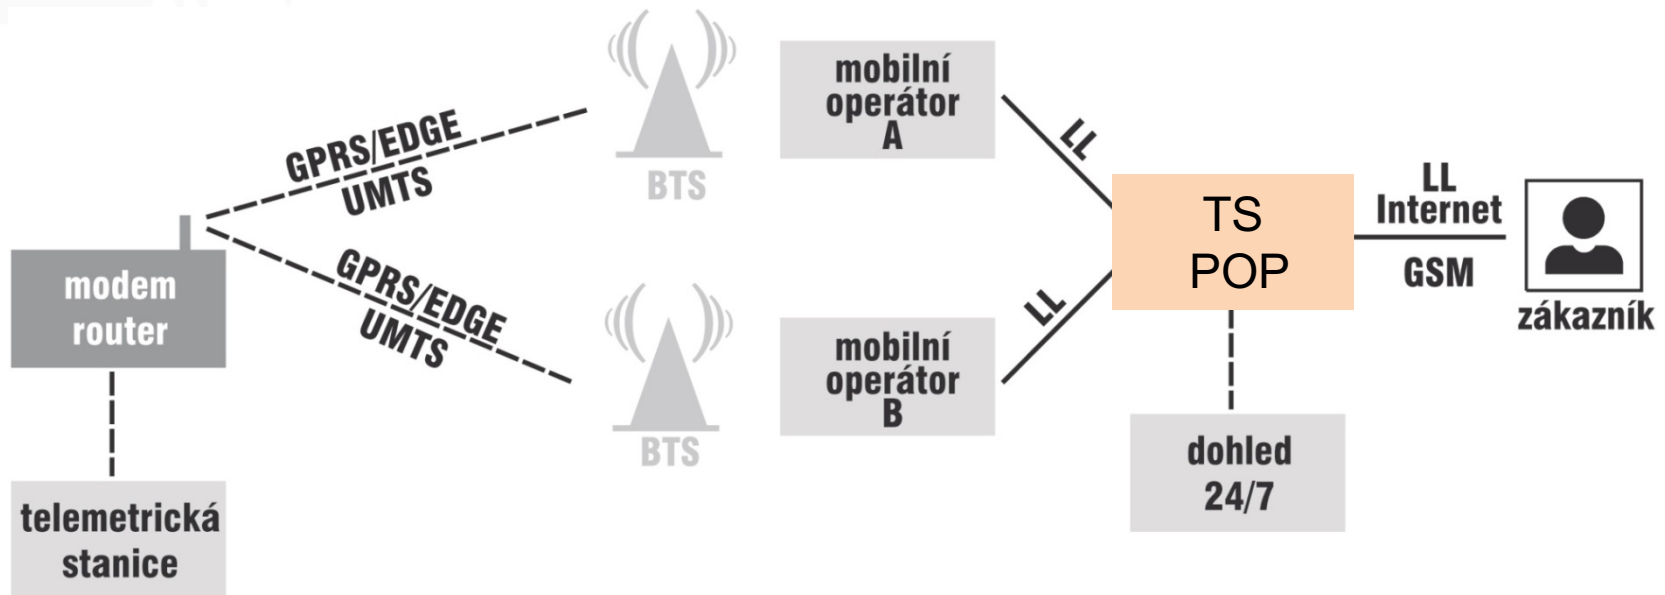 GPRS/EDGE
UMTS
BTS
mobilní
operátor
A
LL
TS
POP
LL
Internet
GSM
zákazník
modem
router
GPRS/EDGE
UMTS
BTS
mobilní
operátor
B
LL
dohled
24/7
telemetrická
stanice